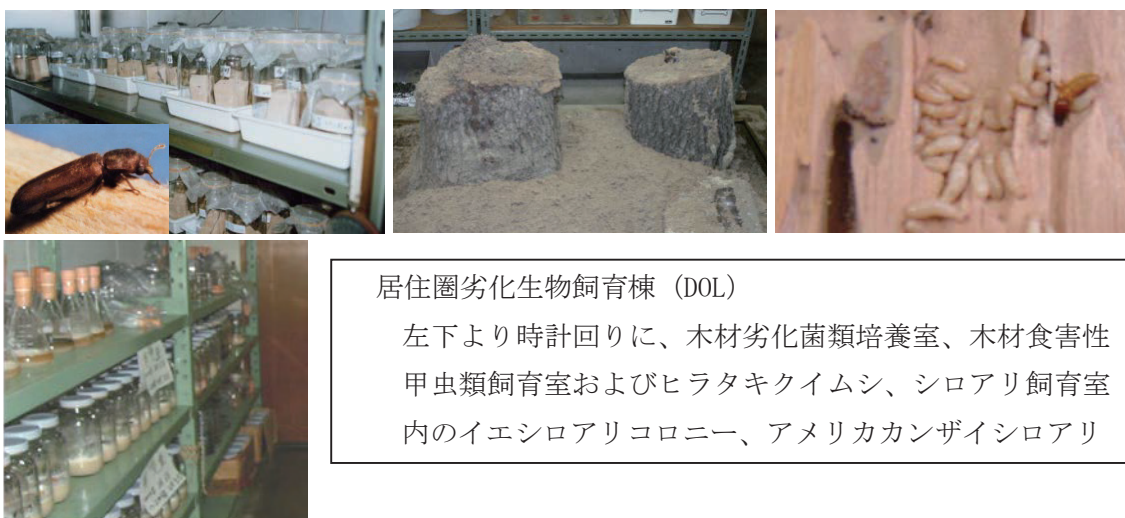 居住圏劣化生物飼育棟 (DOL)
左下より時計回りに、木材劣化菌類培養室、木材食害性
甲虫類飼育室およびヒラタキクイムシ、シロアリ飼育室
内のイエシロアリコロニー、アメリカカンザイシロアリ